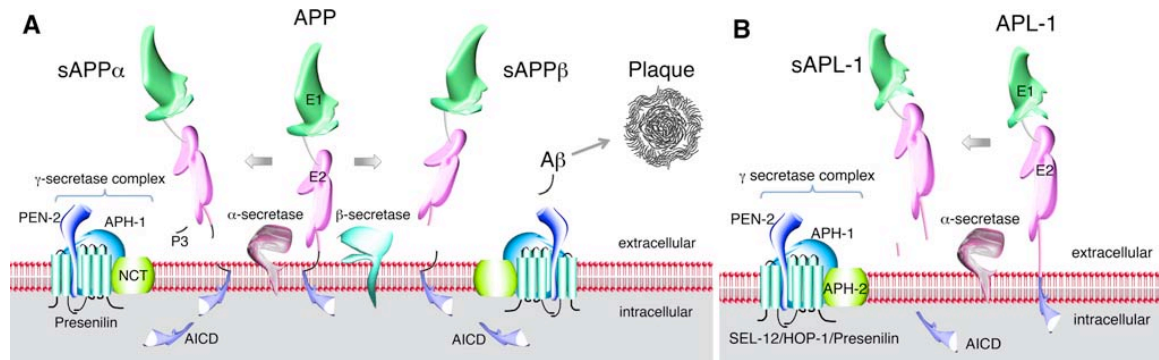 A
APP
sAPPα
sAPPβ
Plaque
E1
E2
Aβ
γ-secretase complex
PEN-2
APH-1
P3
α-secretase
β-secretase
NCT
extracellular
intracellular
Presenilin
AICD
AICD
B
APL-1
sAPL-1
E1
E2
γ secretase complex
PEN-2
APH-1
α-secretase
extracellular
APH-2
intracellular
SEL-12/HOP-1/Presenilin
AICD